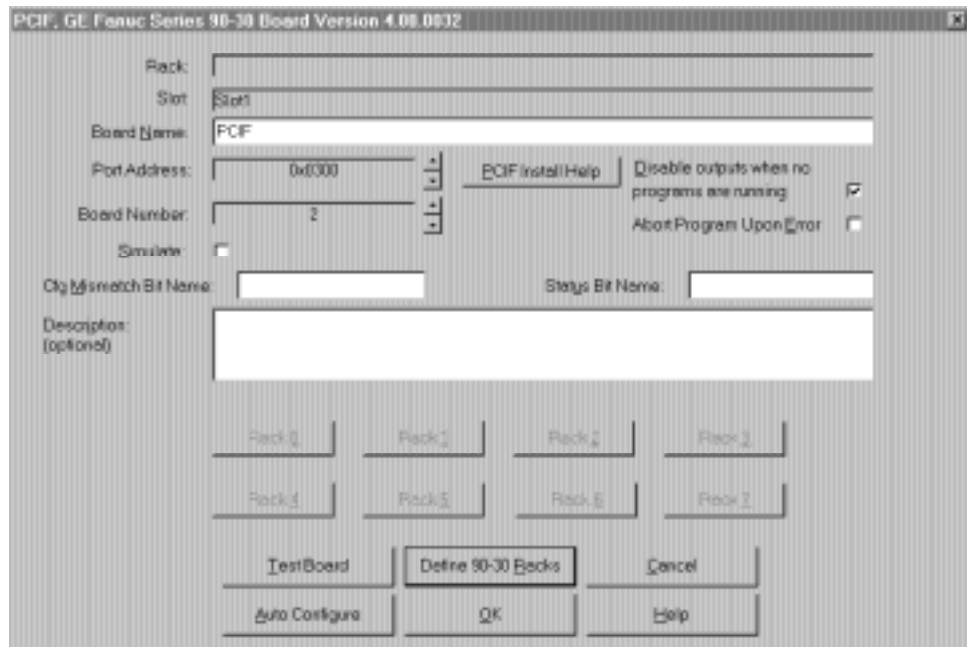 PCIF, GE Fanuc Series 90-30 Board Version 4.00.0032
Rack:
Slot: Slot1
Board Name: PCIF
Port Address: 0x0300
PCIF Install Help
Disable outputs when no
programs are running
Board Number: 2
Abort Program Upon Error
Simulate:
Cfg Mismatch Bit Name:
Status Bit Name:
Description:
(optional)
Rack 0 Rack 1 Rack 2 Rack 3
Rack 4 Rack 5 Rack 6 Rack 7
Test Board Define 90-30 Racks Cancel
Auto Configure OK Help